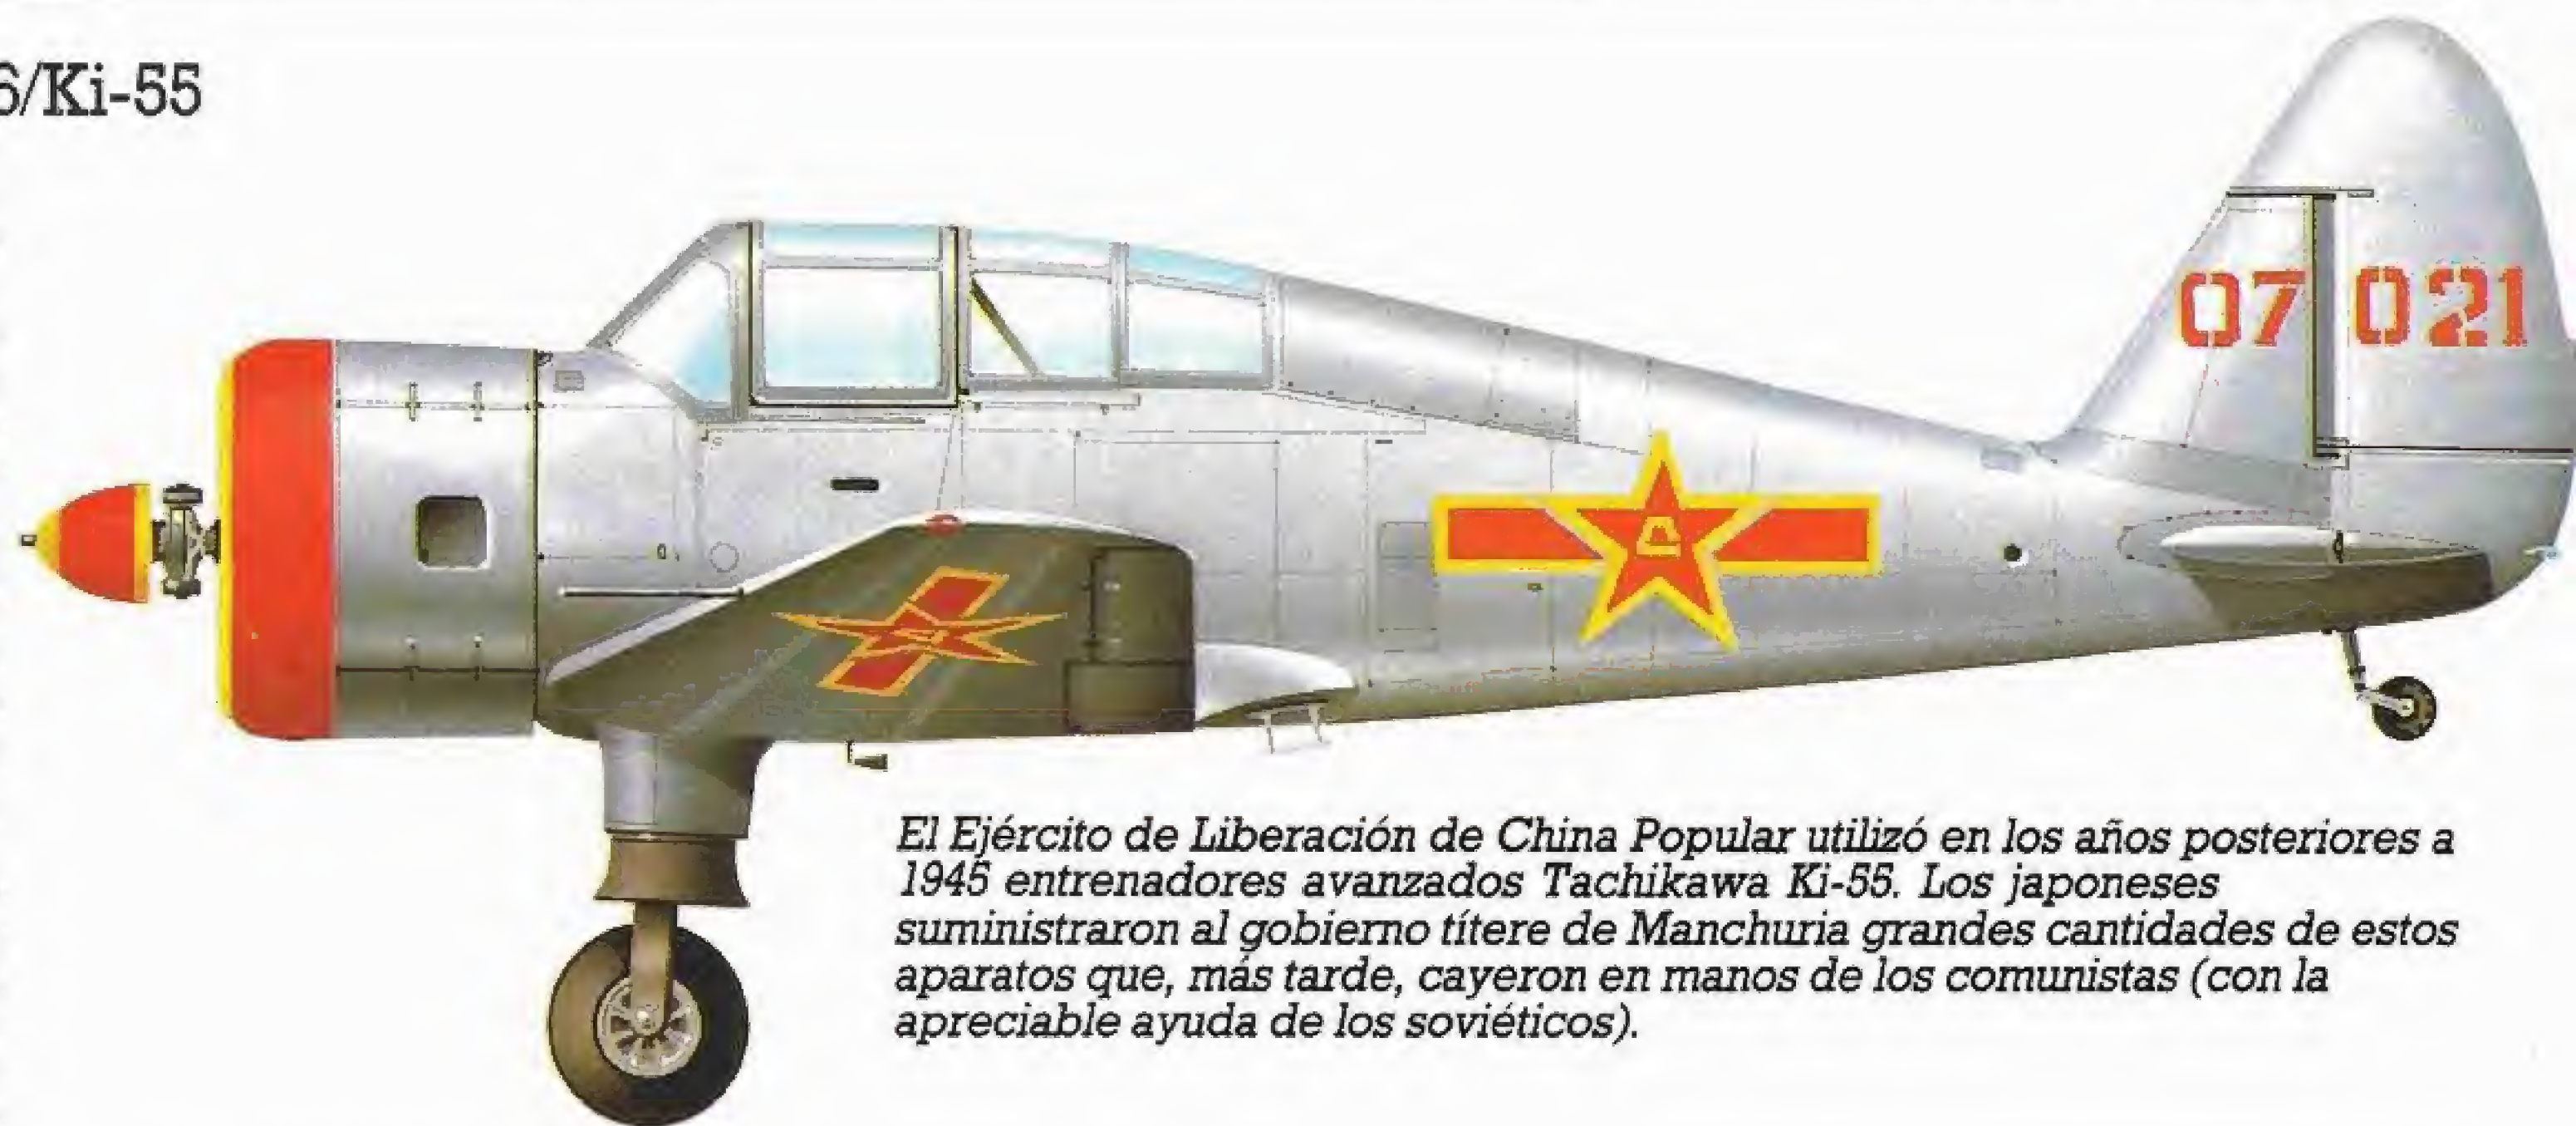 6/Ki-55
07 021
El Ejército de Liberación de China Popular utilizó en los años posteriores a
1945 entrenadores avanzados Tachikawa Ki-55. Los japoneses
suministraron al gobierno títere de Manchuria grandes cantidades de estos
aparatos que, más tarde, cayeron en manos de los comunistas (con la
apreciable ayuda de los soviéticos).